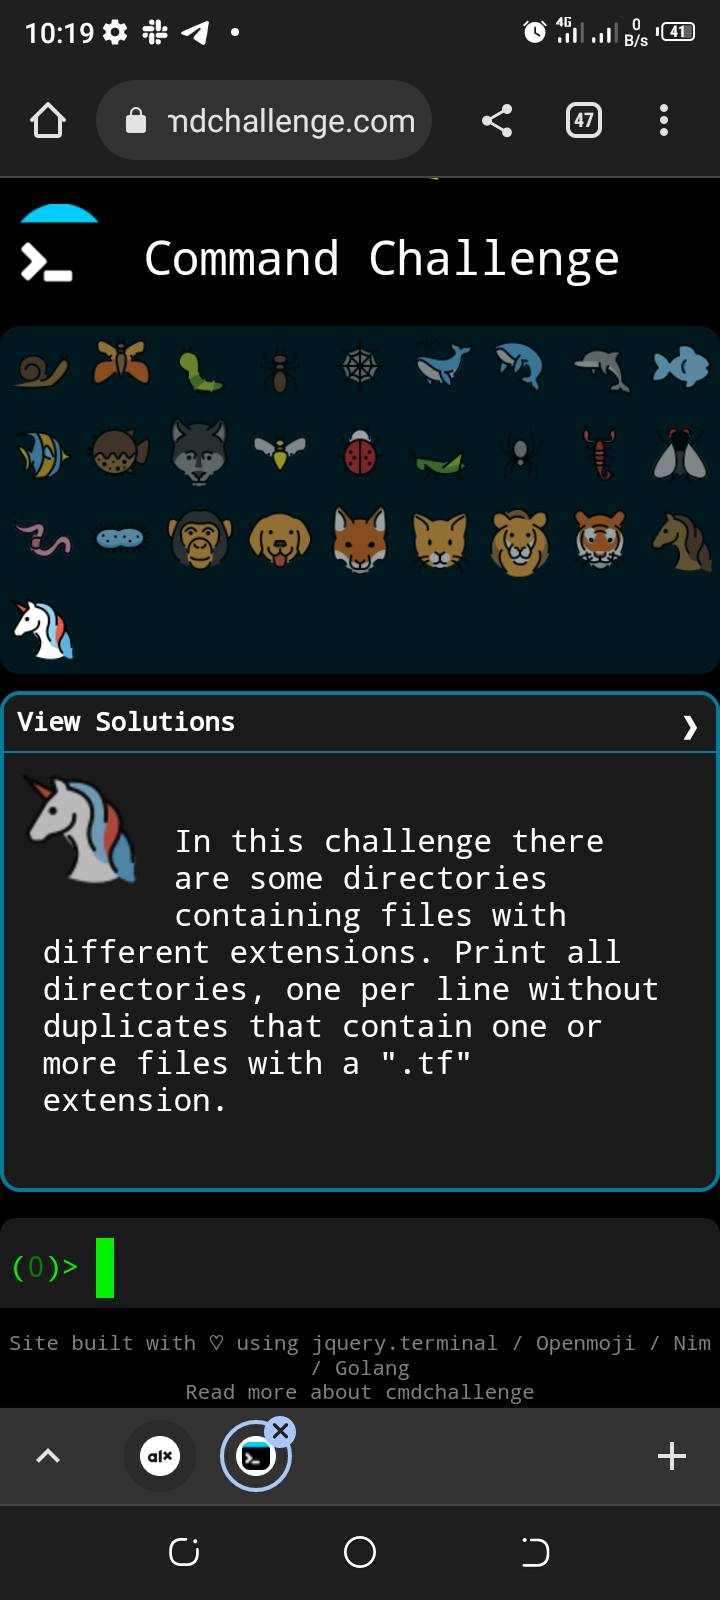 10:19
4G
0
B/s
41
mdchallenge.com
47
Command Challenge
View Solutions
In this challenge there
are some directories
containing files with
different extensions. Print all
directories, one per line without
duplicates that contain one or
more files with a ".tf"
extension.
(0)>
Site built with ♡ using jquery.terminal / Openmoji / Nim
/ Golang
Read more about cmdchallenge
alx